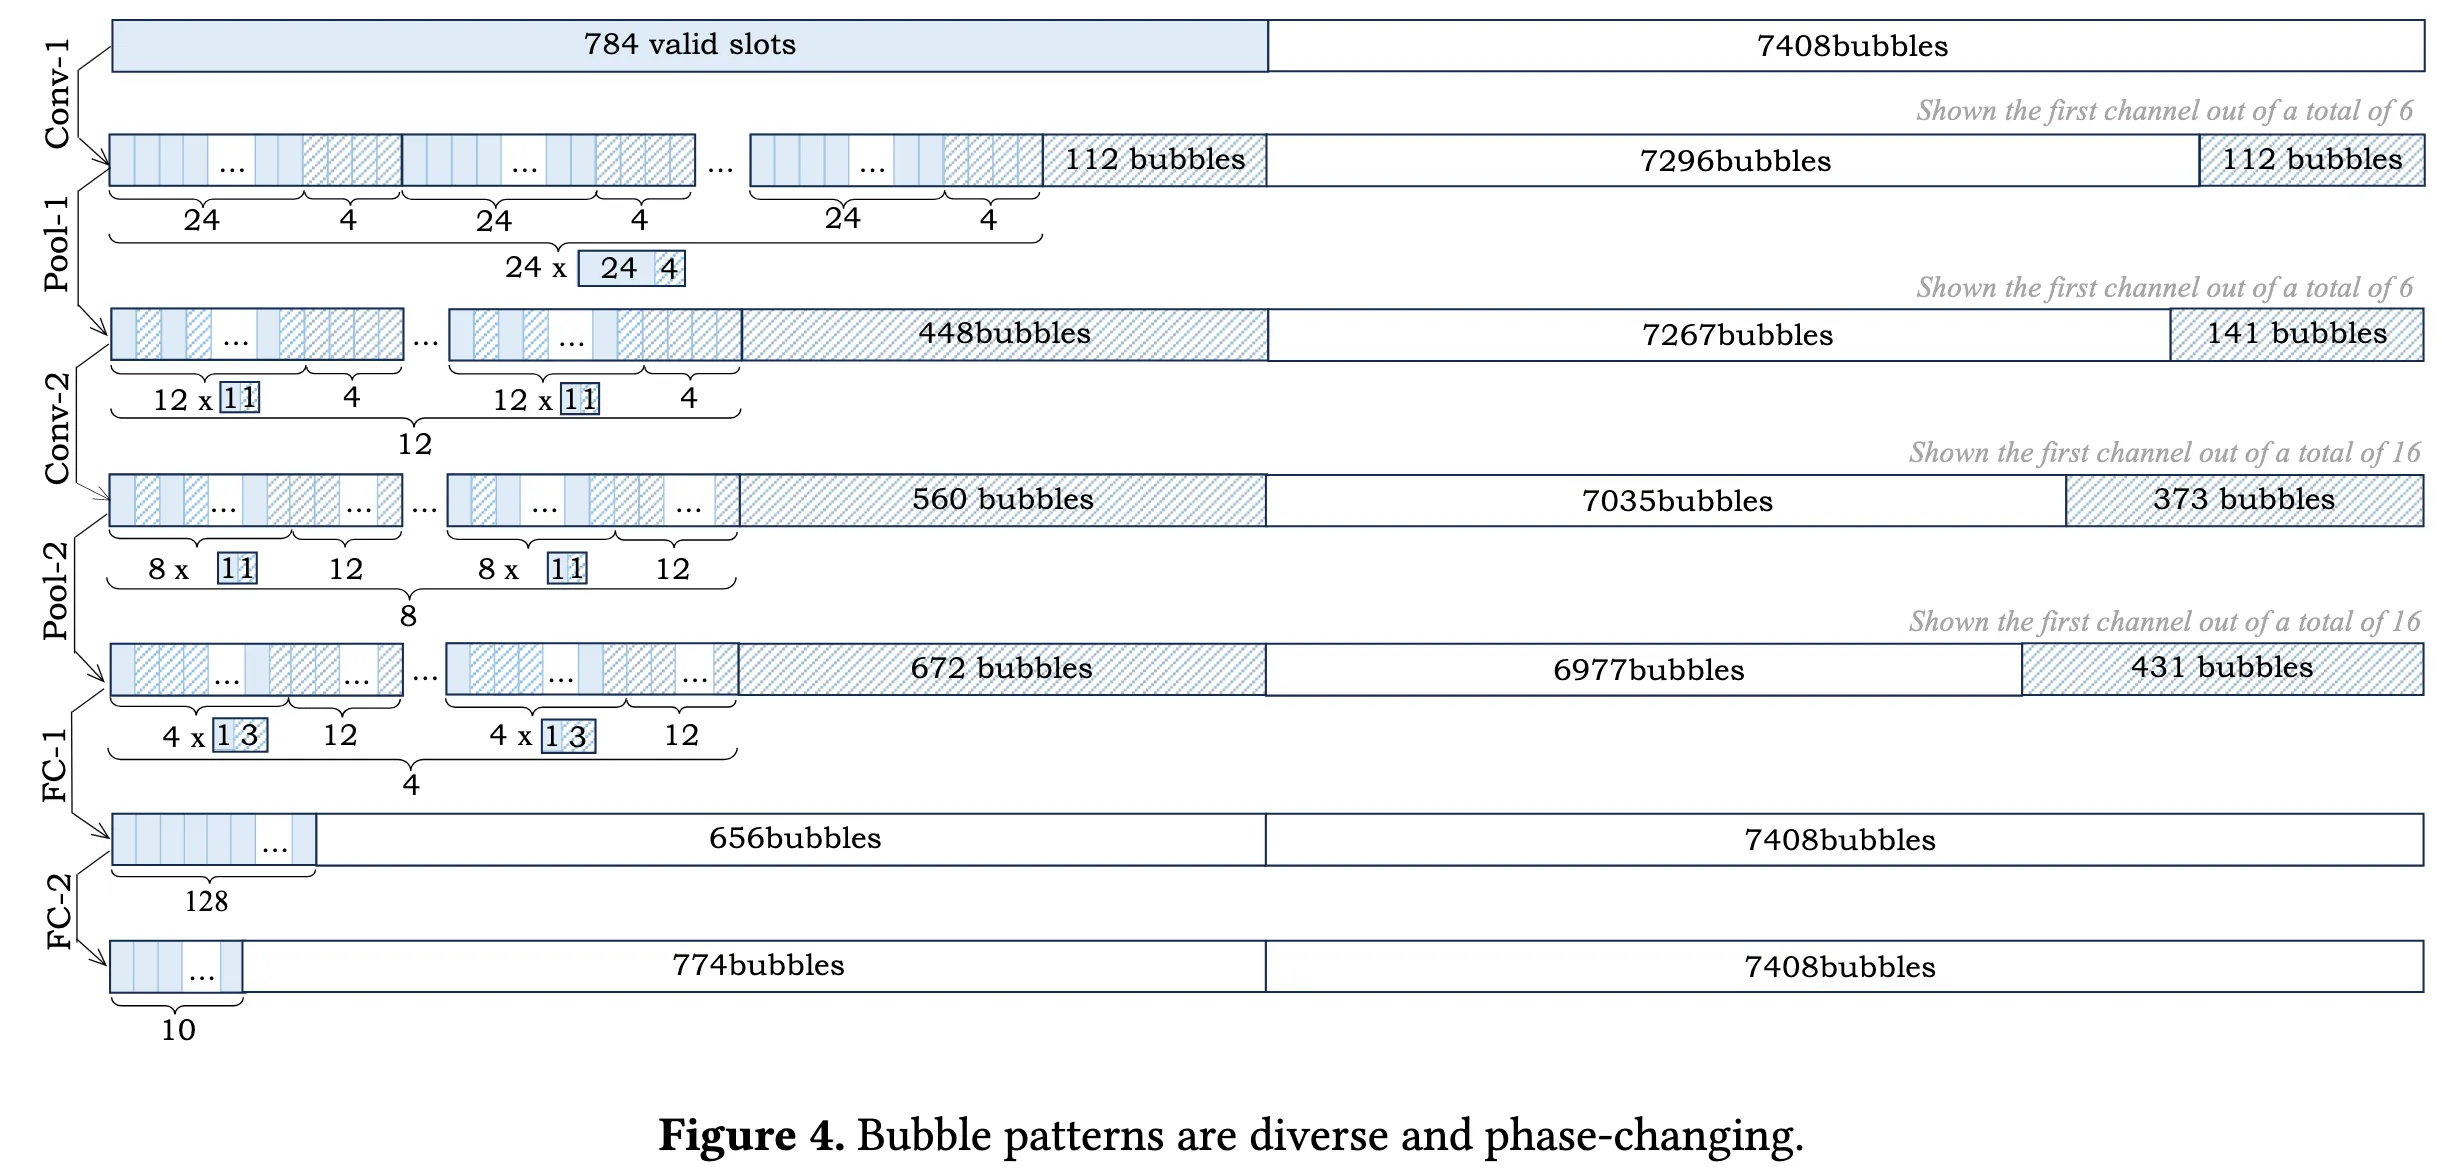 Conv-1
784 valid slots
7408bubbles
Shown the first channel out of a total of 6
...
...
...
...
112 bubbles
7296bubbles
112 bubbles
24
4
24
4
24
4
24 x 24 4
Pool-1
Shown the first channel out of a total of 6
...
...
...
448bubbles
7267bubbles
141 bubbles
12 x 11
4
12 x 11
4
12
Conv-2
Shown the first channel out of a total of 16
...
...
...
...
...
560 bubbles
7035bubbles
373 bubbles
8 x 11
12
8 x 11
12
8
Pool-2
Shown the first channel out of a total of 16
...
...
...
...
...
672 bubbles
6977bubbles
431 bubbles
4 x 1 3
12
4 x 1 3
12
4
FC-1
...
656bubbles
7408bubbles
128
FC-2
...
774bubbles
7408bubbles
10
Figure 4. Bubble patterns are diverse and phase-changing.